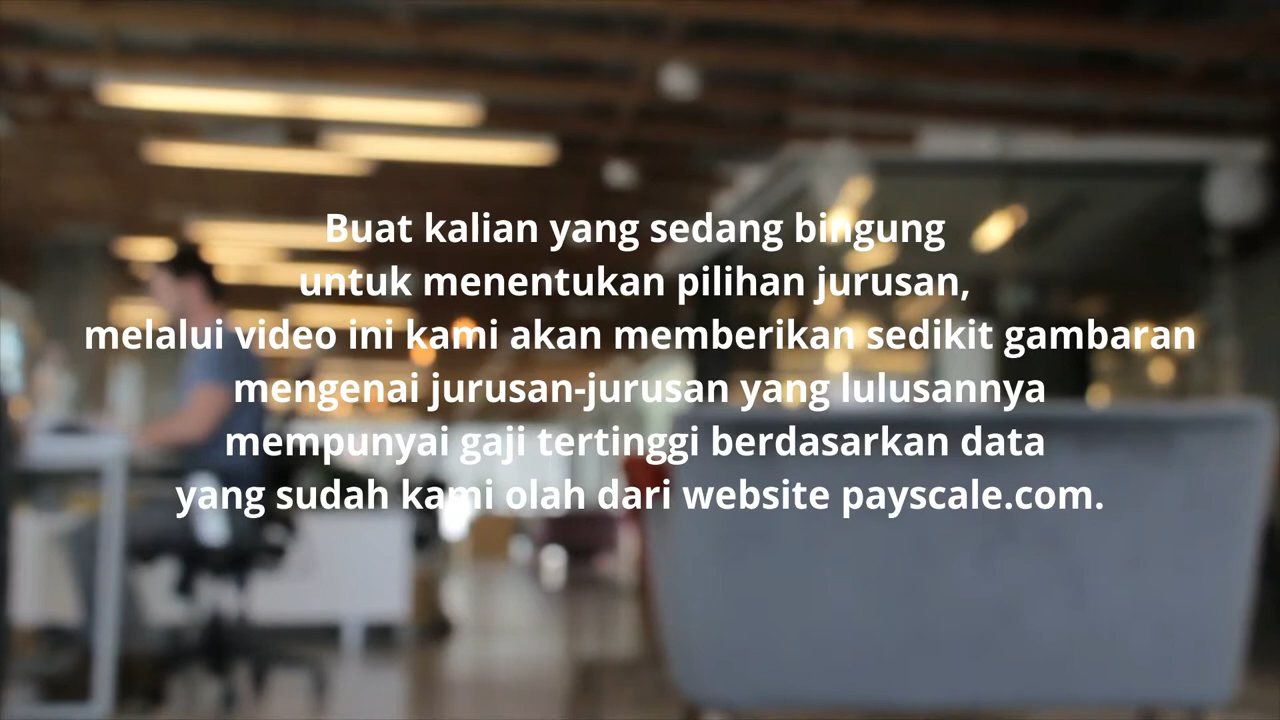 Buat kalian yang sedang bingung
untuk menentukan pilihan jurusan,
melalui video ini kami akan memberikan sedikit gambaran
mengenai jurusan-jurusan yang lulusannya
mempunyai gaji tertinggi berdasarkan data
yang sudah kami olah dari website payscale.com.